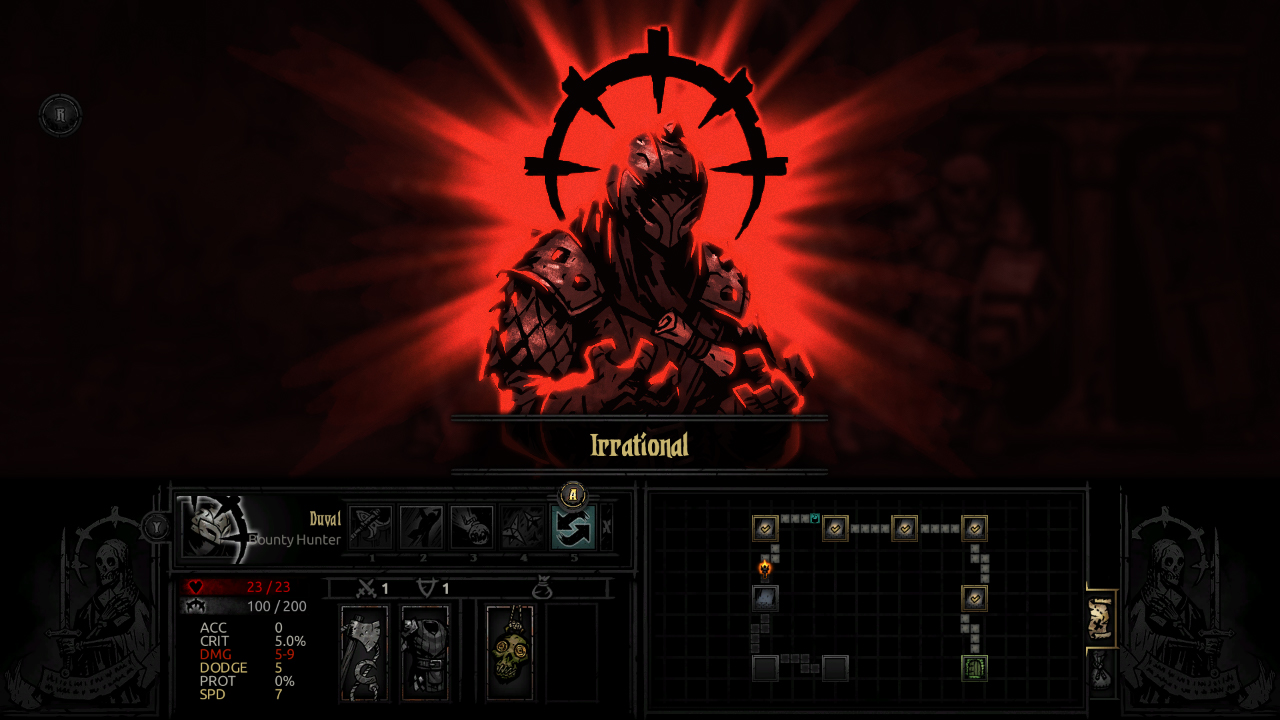 R
Irrational
A
Y
Duval
Bounty Hunter
1
2
3
4
5
23 / 23
1
1
100 / 200
ACC 0
CRIT 5.0%
DMG 5-9
DODGE 5
PROT 0%
SPD 7